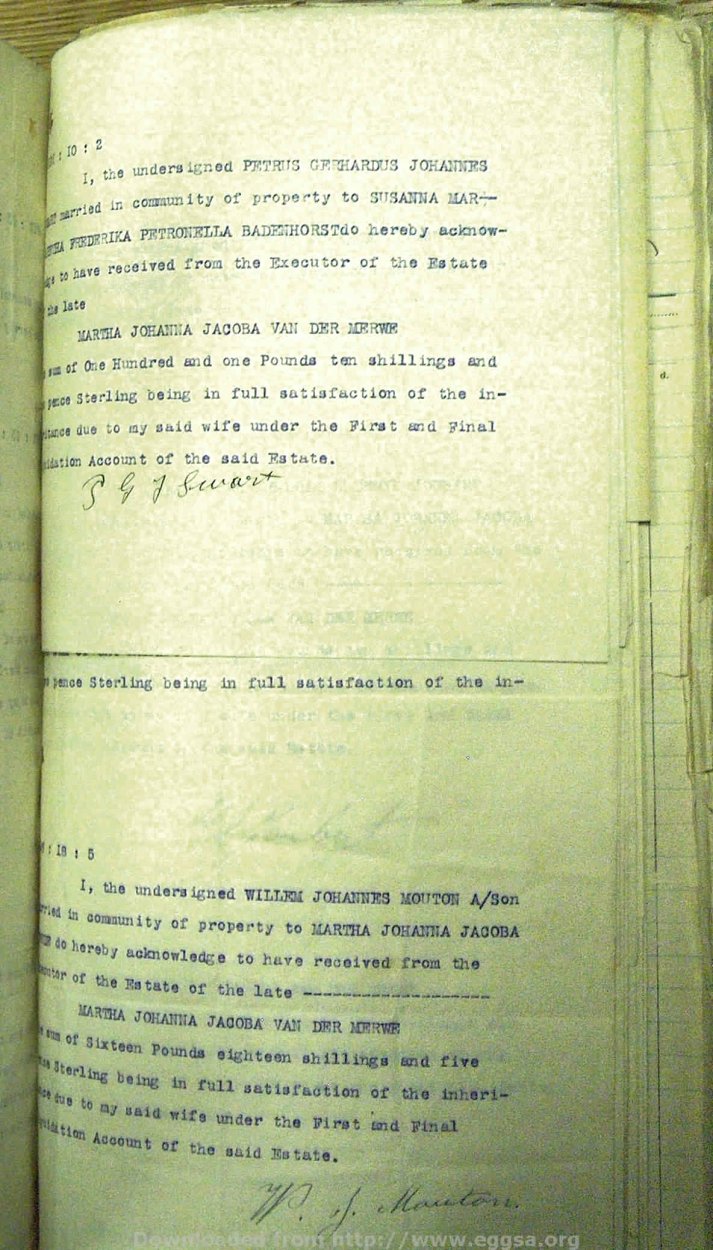 : 10 : 2
I, the undersigned PETRUS GERHARDUS JOHANNES
married in community of property to SUSANNA MAR--
FREDERIKA PETRONELLA BADENHORSTdo hereby acknow-
to have received from the Executor of the Estate
the late
MARTHA JOHANNA JACOBA VAN DER MERWE
sum of One Hundred and one Pounds ten shillings and
pence Sterling being in full satisfaction of the in-
itance due to my said wife under the First and Final
idation Account of the said Estate.
P G J Swart
pence Sterling being in full satisfaction of the in-
: 18 : 5
I, the undersigned WILLEM JOHANNES MOUTON A/Son
rried in community of property to MARTHA JOHANNA JACOBA
do hereby acknowledge to have received from the
utor of the Estate of the late --------------------
MARTHA JOHANNA JACOBA VAN DER MERWE
sum of Sixteen Pounds eighteen shillings and five
Sterling being in full satisfaction of the inheri-
ce due to my said wife under the First and Final
uidation Account of the said Estate.
W. J. Mouton.
d.
Downloaded from http://www.eggsa.org